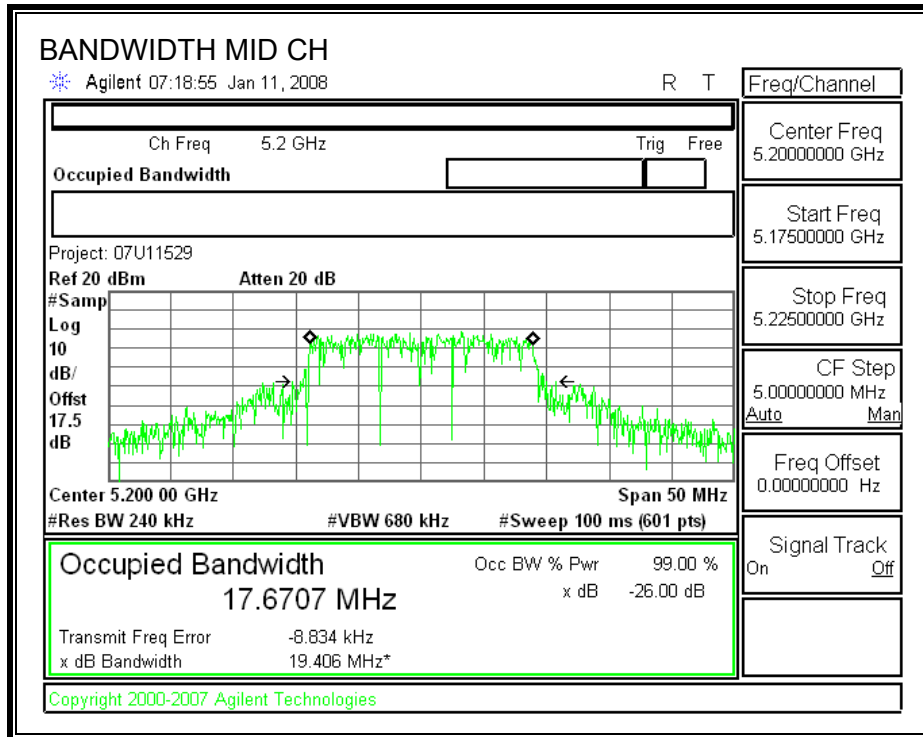 BANDWIDTH MID CH
Agilent 07:18:55 Jan 11, 2008 R T
Freq/Channel
Ch Freq 5.2 GHz Trig Free
Occupied Bandwidth
Center Freq
5.20000000 GHz
Start Freq
5.17500000 GHz
Stop Freq
5.22500000 GHz
CF Step
5.00000000 MHz
Auto Man
Freq Offset
0.00000000 Hz
Signal Track
On Off
Project: 07U11529
Ref 20 dBm Atten 20 dB
#Samp
Log
10
dB/
Offst
17.5
dB
Center 5.200 00 GHz Span 50 MHz
#Res BW 240 kHz #VBW 680 kHz #Sweep 100 ms (601 pts)
Occupied Bandwidth
17.6707 MHz
Occ BW % Pwr 99.00 %
x dB -26.00 dB
Transmit Freq Error -8.834 kHz
x dB Bandwidth 19.406 MHz*
Copyright 2000-2007 Agilent Technologies